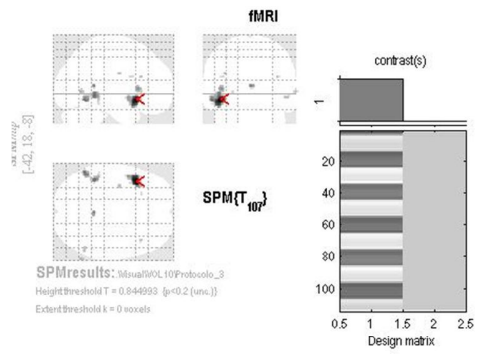 fMRI
contrast(s)
1
[-42, 18, -8]
SPM{T107}
20
40
60
80
100
0.5 1 1.5 2 2.5
Design matrix
SPMresults: .\Visual\VOL10\Protocolo_3
Height threshold T = 0.844993 {p<0.2 (unc.)}
Extent threshold k = 0 voxels